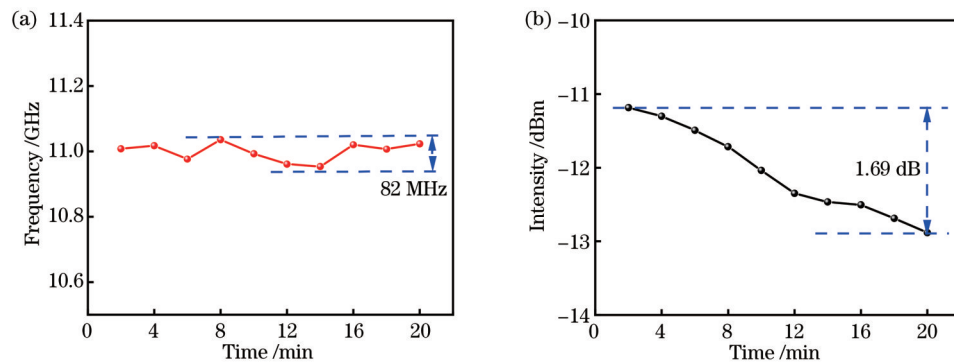 (a)
11.4
11.2
11.0
10.8
10.6
Frequency /GHz
82 MHz
0 4 8 12 16 20
Time /min
(b)
−10
−11
−12
−13
−14
Intensity /dBm
1.69 dB
0 4 8 12 16 20
Time /min